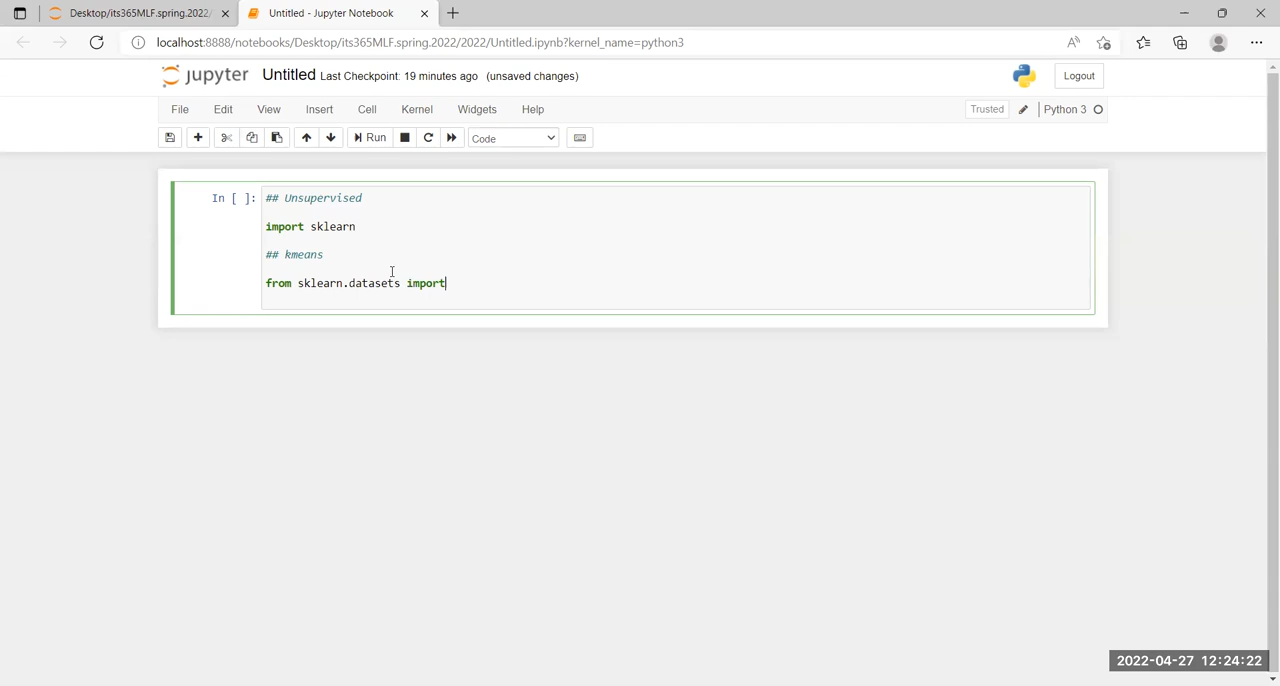 Desktop/its365MLF.spring.2022/
Untitled - Jupyter Notebook
localhost:8888/notebooks/Desktop/its365MLF.spring.2022/2022/Untitled.ipynb?kernel_name=python3
jupyter Untitled Last Checkpoint: 19 minutes ago (unsaved changes)
Logout
File Edit View Insert Cell Kernel Widgets Help
Trusted Python 3
Run Code
In [ ]: ## Unsupervised
import sklearn
## kmeans
from sklearn.datasets import
2022-04-27 12:24:22